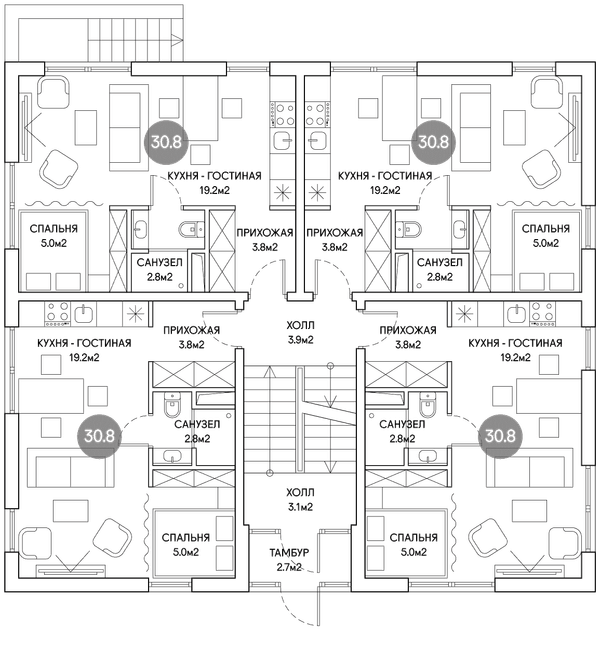 30.8
КУХНЯ - ГОСТИНАЯ
19.2м2
СПАЛЬНЯ
5.0м2
САНУЗЕЛ
2.8м2
ПРИХОЖАЯ
3.8м2
30.8
КУХНЯ - ГОСТИНАЯ
19.2м2
ПРИХОЖАЯ
3.8м2
САНУЗЕЛ
2.8м2
СПАЛЬНЯ
5.0м2
КУХНЯ - ГОСТИНАЯ
19.2м2
ПРИХОЖАЯ
3.8м2
ХОЛЛ
3.9м2
ПРИХОЖАЯ
3.8м2
КУХНЯ - ГОСТИНАЯ
19.2м2
30.8
САНУЗЕЛ
2.8м2
САНУЗЕЛ
2.8м2
30.8
ХОЛЛ
3.1м2
СПАЛЬНЯ
5.0м2
ТАМБУР
2.7м2
СПАЛЬНЯ
5.0м2